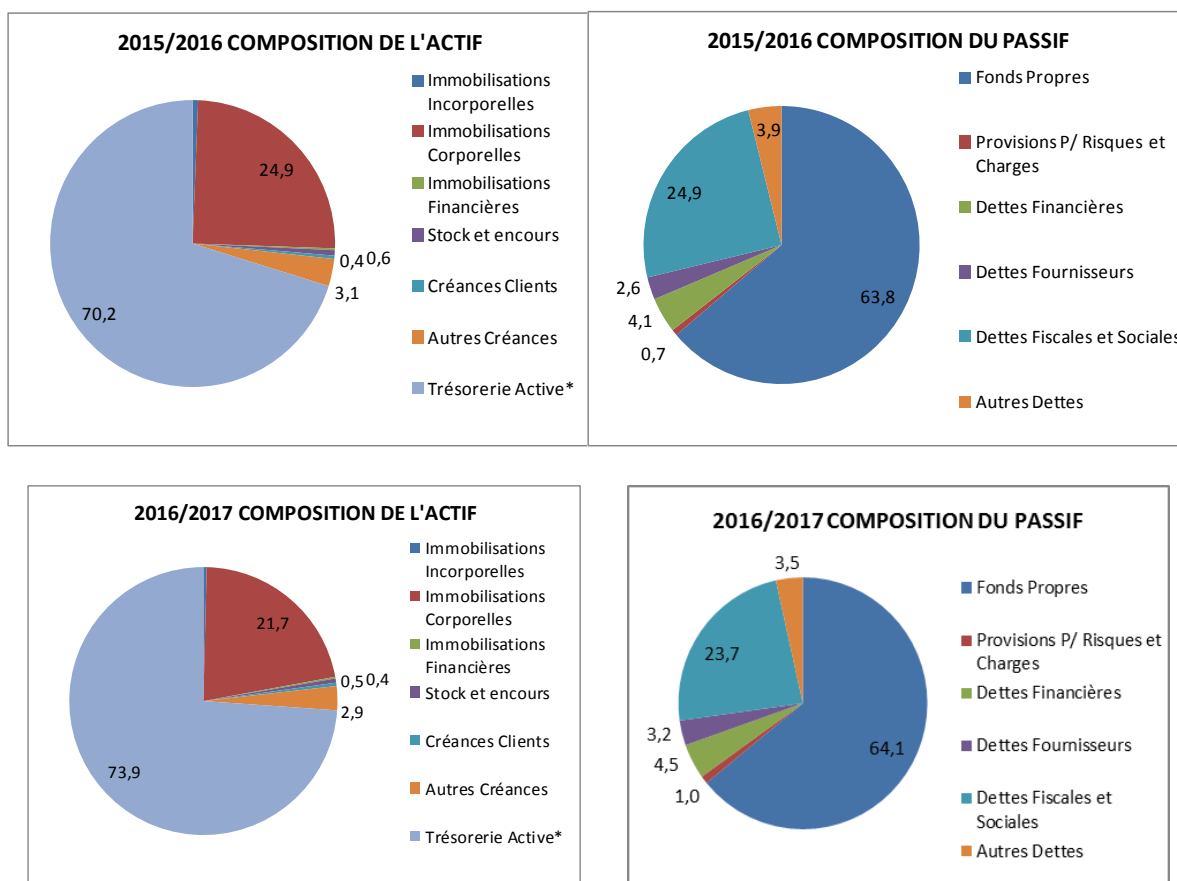 2015/2016 COMPOSITION DE L'ACTIF
Immobilisations
Incorporelles
Immobilisations
Corporelles
Immobilisations
Financières
Stock et encours
Créances Clients
Autres Créances
Trésorerie Active*
24,9
0,4 0,6
3,1
70,2
2015/2016 COMPOSITION DU PASSIF
Fonds Propres
Provisions P/ Risques et
Charges
Dettes Financières
Dettes Fournisseurs
Dettes Fiscales et Sociales
Autres Dettes
3,9
24,9
2,6
4,1
0,7
63,8
2016/2017 COMPOSITION DE L'ACTIF
Immobilisations
Incorporelles
Immobilisations
Corporelles
Immobilisations
Financières
Stock et encours
Créances Clients
Autres Créances
Trésorerie Active*
21,7
0,5 0,4
2,9
73,9
2016/2017 COMPOSITION DU PASSIF
Fonds Propres
Provisions P/ Risques et
Charges
Dettes Financières
Dettes Fournisseurs
Dettes Fiscales et
Sociales
Autres Dettes
3,5
23,7
3,2
4,5
1,0
64,1